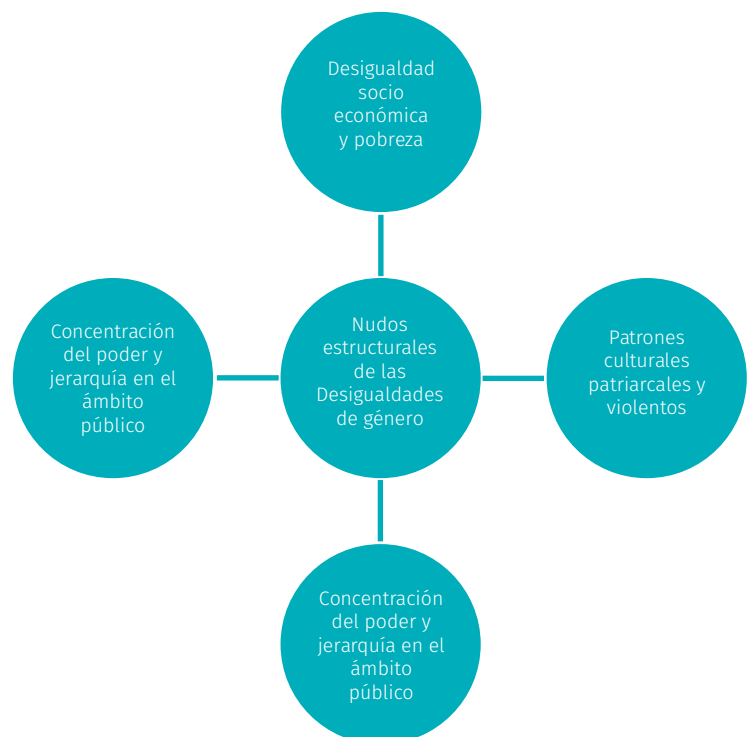 Desigualdad
socio
económica
y pobreza
Concentración
del poder y
jerarquía en el
ámbito
público
Nudos
estructurales
de las
Desigualdades
de género
Patrones
culturales
patriarcales y
violentos
Concentración
del poder y
jerarquía en el
ámbito
público